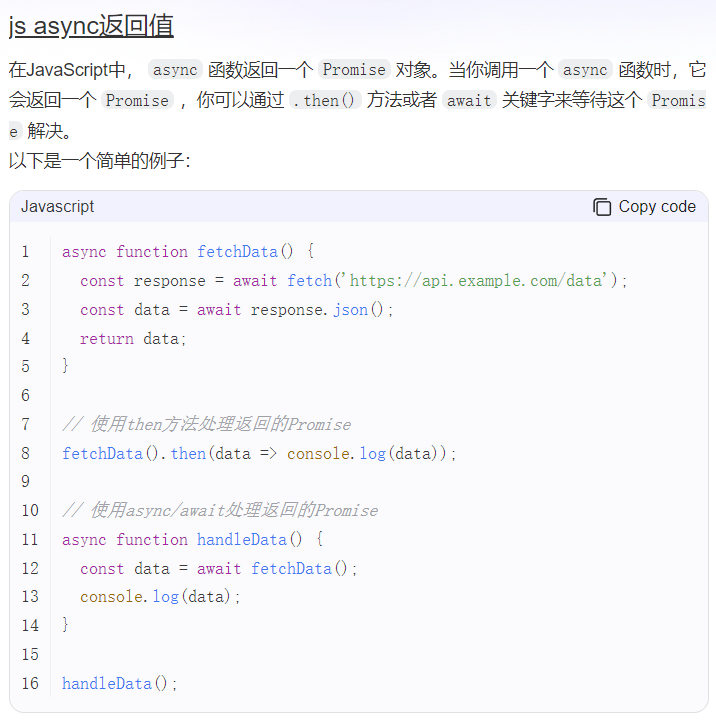 js async返回值
在JavaScript中， async 函数返回一个 Promise 对象。当你调用一个 async 函数时，它
会返回一个 Promise ，你可以通过 .then() 方法或者 await 关键字来等待这个 Promis
e 解决。
以下是一个简单的例子：
Javascript Copy code
1 async function fetchData() {
2 const response = await fetch('https://api.example.com/data');
3 const data = await response.json();
4 return data;
5 }
6
7 // 使用then方法处理返回的Promise
8 fetchData().then(data => console.log(data));
9
10 // 使用async/await处理返回的Promise
11 async function handleData() {
12 const data = await fetchData();
13 console.log(data);
14 }
15
16 handleData();